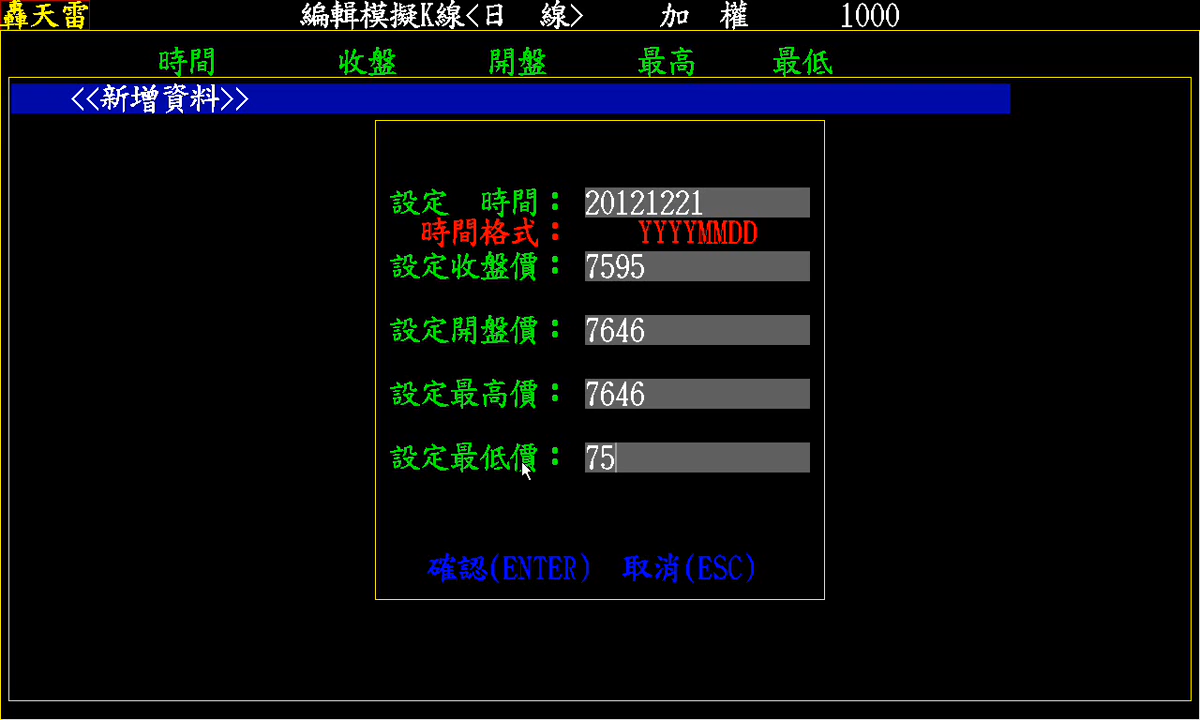 轟天雷 編輯模擬K線<日 線> 加 權 1000
時間 收盤 開盤 最高 最低
<<新增資料>>
設定 時間： 20121221
時間格式： YYYYMMDD
設定收盤價： 7595
設定開盤價： 7646
設定最高價： 7646
設定最低價： 75
確認(ENTER) 取消(ESC)